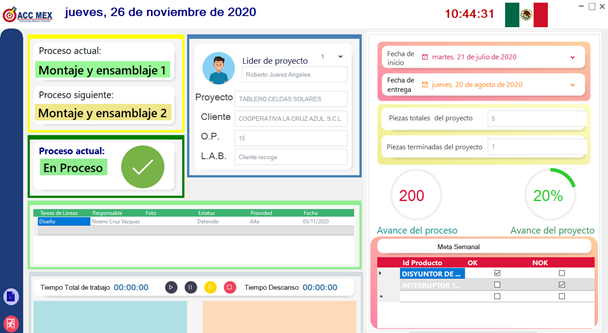 ACC MEX
jueves, 26 de noviembre de 2020
10:44:31
Proceso actual:
Montaje y ensamblaje 1
Proceso siguiente:
Montaje y ensamblaje 2
Proceso actual:
En Proceso
Lider de proyecto
1
Roberto Juárez Angeles
Proyecto
TABLERO CELDAS SOLARES
Cliente
COOPERATIVA LA CRUZ AZUL, S.C.L
O.P.
15
L.A.B.
Cliente recoge
Fecha de inicio
martes, 21 de julio de 2020
Fecha de entrega
jueves, 20 de agosto de 2020
Piezas totales del proyecto
5
Piezas terminadas del proyecto
1
200
Avance del proceso
20%
Avance del proyecto
Tareas de Lineas Responsable Foto Estatus Prioridad Fecha
Diseño Noemi Cruz Vazquez Detenido Alta 05/11/2020
Tiempo Total de trabajo 00:00:00
Tiempo Descanso 00:00:00
Meta Semanal
Id Producto OK NOK
DISYUNTOR DE ...
INTERRUPTOR T...